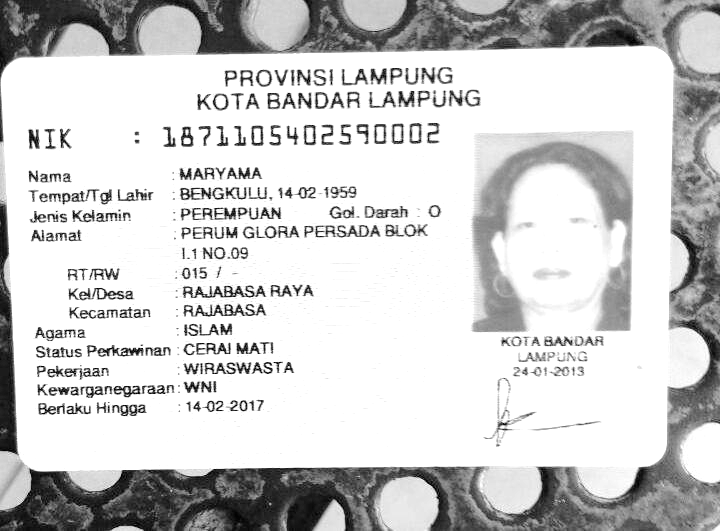 PROVINSI LAMPUNG
KOTA BANDAR LAMPUNG
NIK : 1871105402590002
Nama : MARYAMA
Tempat/Tgl Lahir : BENGKULU, 14-02-1959
Jenis Kelamin : PEREMPUAN Gol. Darah : O
Alamat : PERUM GLORA PERSADA BLOK
I.1 NO.09
RT/RW : 015 / -
Kel/Desa : RAJABASA RAYA
Kecamatan : RAJABASA
Agama : ISLAM
Status Perkawinan : CERAI MATI
Pekerjaan : WIRASWASTA
Kewarganegaraan : WNI
Berlaku Hingga : 14-02-2017
KOTA BANDAR
LAMPUNG
24-01-2013